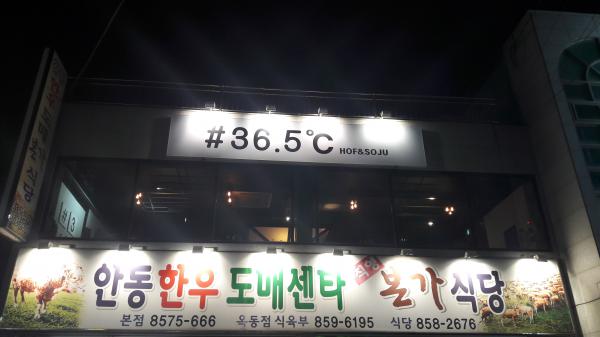 #36.5℃ HOF&SOJU
안동한우도매센타 직영 본가식당
본점 8575-666 옥동점 식육부 859-6195 식당 858-2676